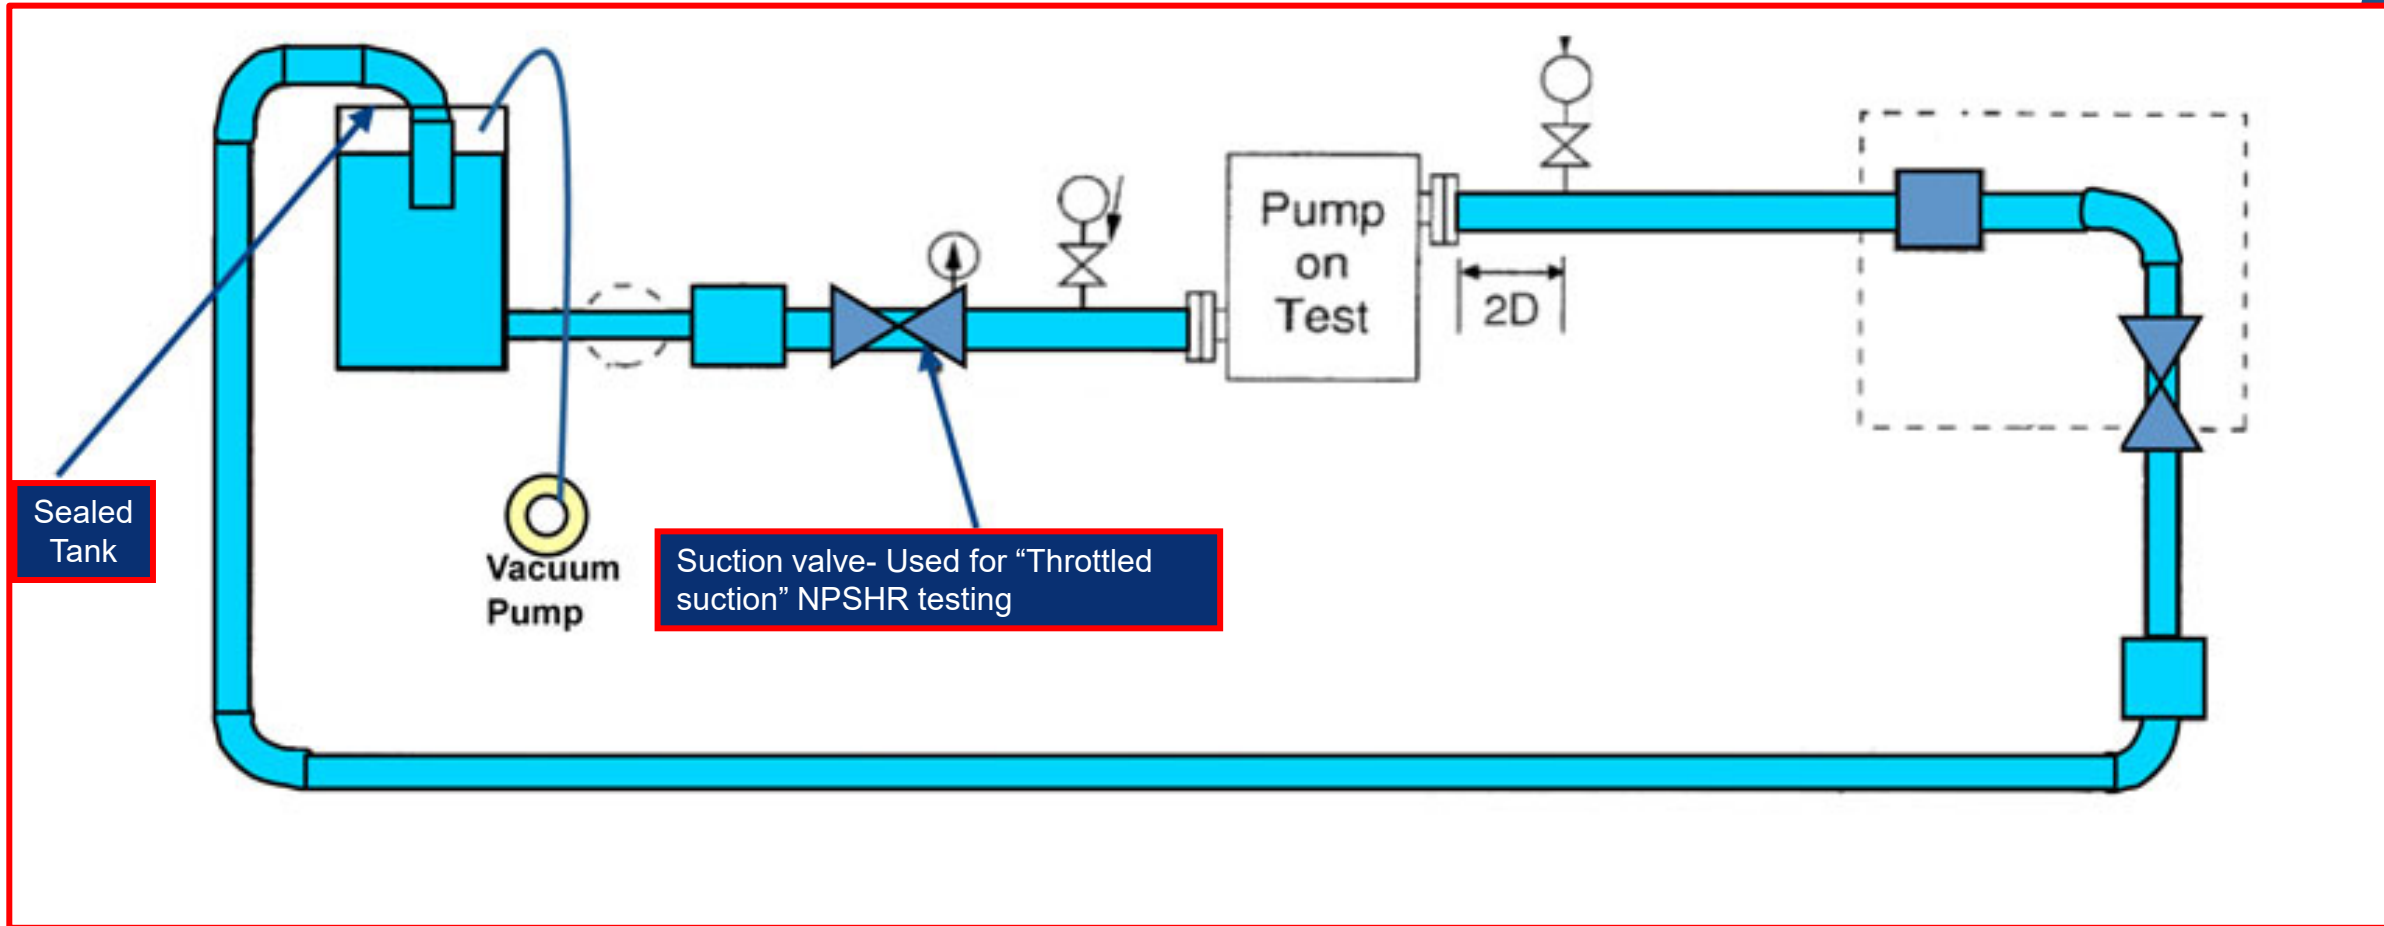 Pump
on
Test
2D
Sealed
Tank
Vacuum
Pump
Suction valve- Used for “Throttled
suction” NPSHR testing